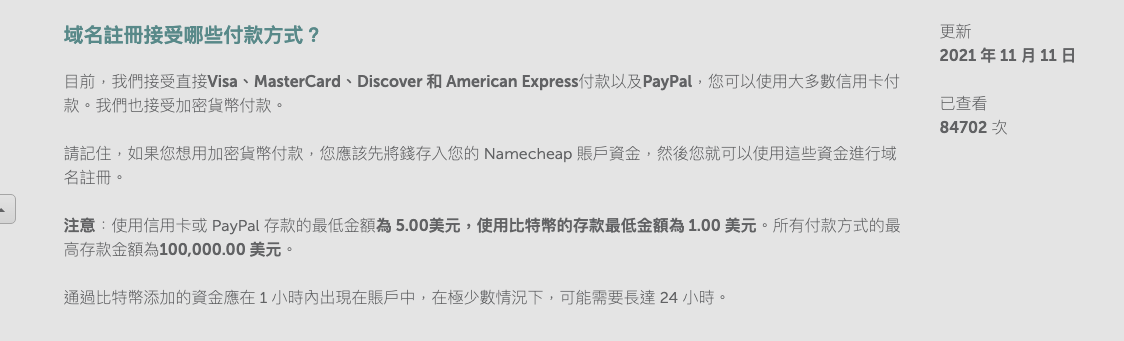 域名註冊接受哪些付款方式？
目前，我們接受直接Visa、MasterCard、Discover 和 American Express付款以及PayPal，您可以使用大多數信用卡付
款。我們也接受加密貨幣付款。
請記住，如果您想用加密貨幣付款，您應該先將錢存入您的 Namecheap 賬戶資金，然後您就可以使用這些資金進行域
名註冊。
注意：使用信用卡或 PayPal 存款的最低金額為 5.00美元，使用比特幣的存款最低金額為 1.00 美元。所有付款方式的最
高存款金額為100,000.00 美元。
通過比特幣添加的資金應在 1 小時內出現在賬戶中，在極少數情況下，可能需要長達 24 小時。
更新
2021 年 11 月 11 日
已查看
84702 次